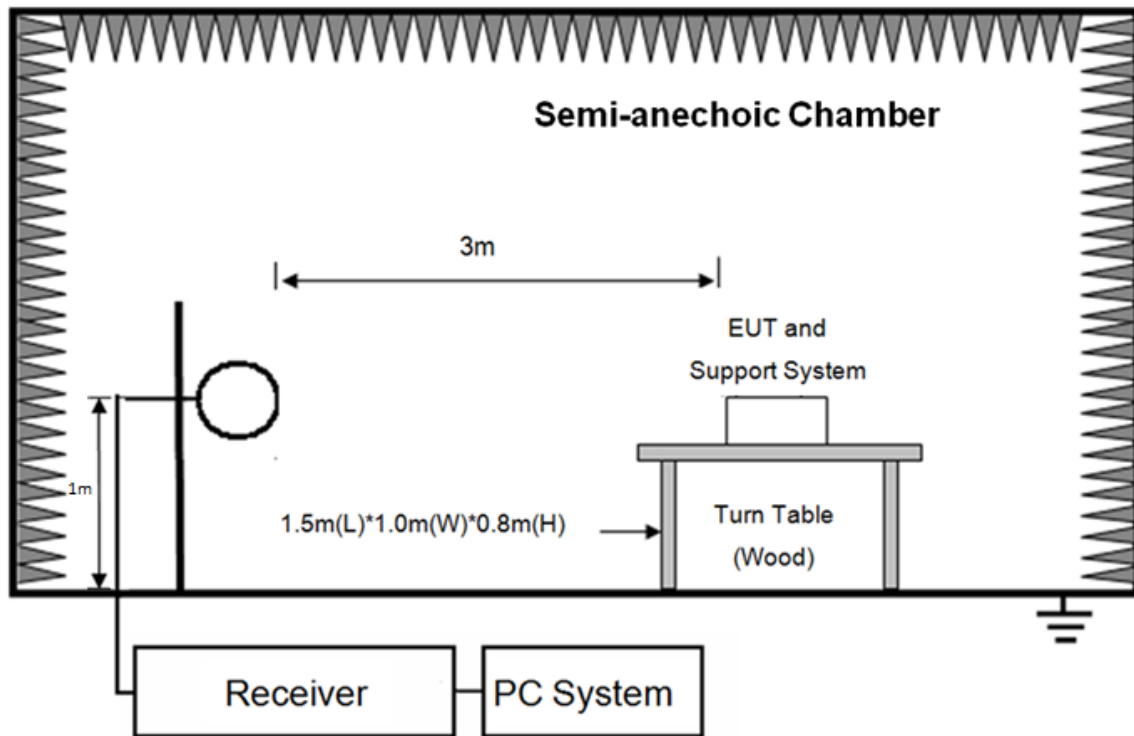 Semi-anechoic Chamber
3m
EUT and
Support System
1m
1.5m(L)*1.0m(W)*0.8m(H)
Turn Table
(Wood)
Receiver
PC System